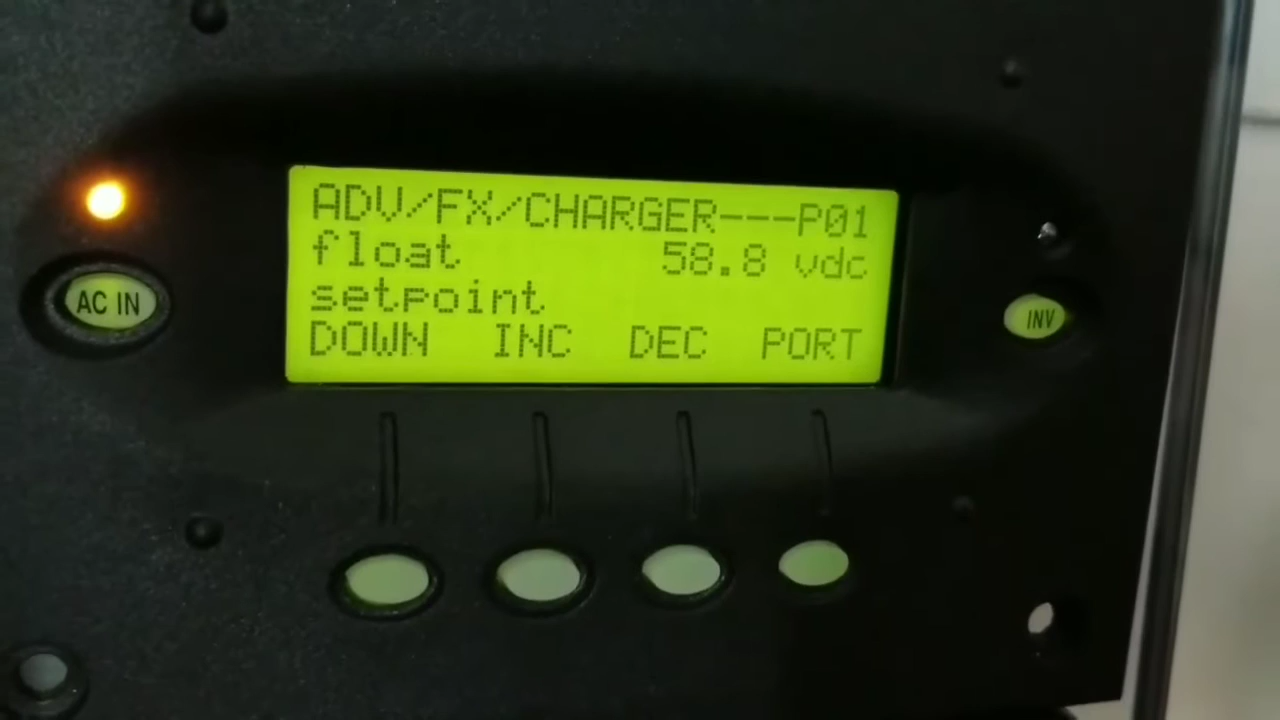 ADV/FX/CHARGER---P01
float 58.8 vdc
setpoint
DOWN INC DEC PORT
AC IN
INV